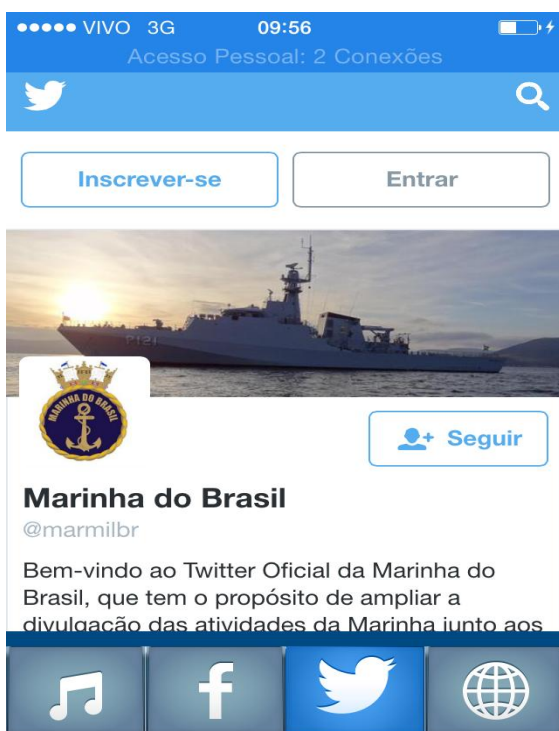 VIVO 3G 09:56
Acesso Pessoal: 2 Conexões
Inscrever-se Entrar
P121
MARINHA DO BRASIL
Seguir
Marinha do Brasil
@marmilbr
Bem-vindo ao Twitter Oficial da Marinha do
Brasil, que tem o propósito de ampliar a
divulgação das atividades da Marinha junto aos